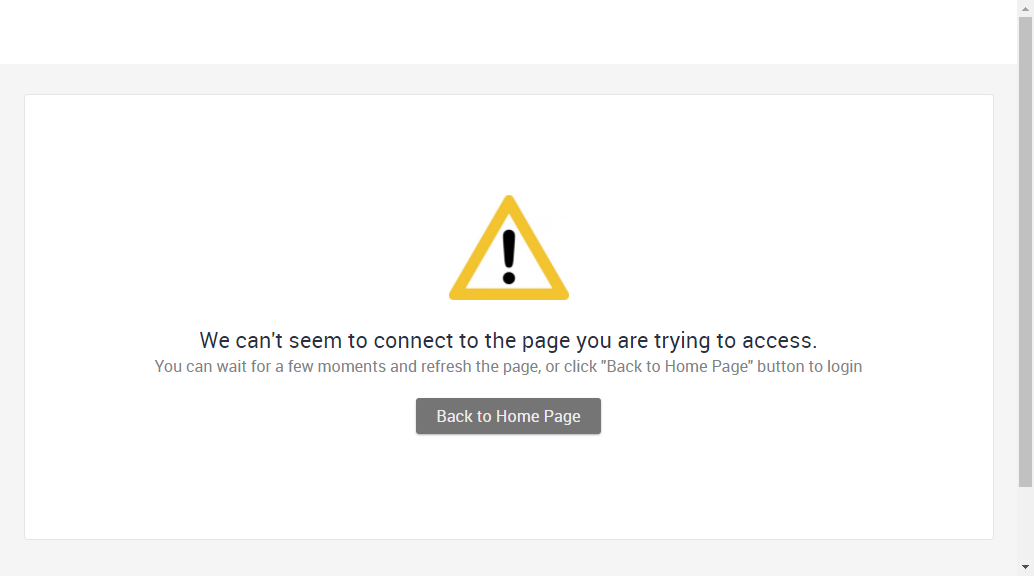 We can't seem to connect to the page you are trying to access.
You can wait for a few moments and refresh the page, or click "Back to Home Page" button to login
Back to Home Page